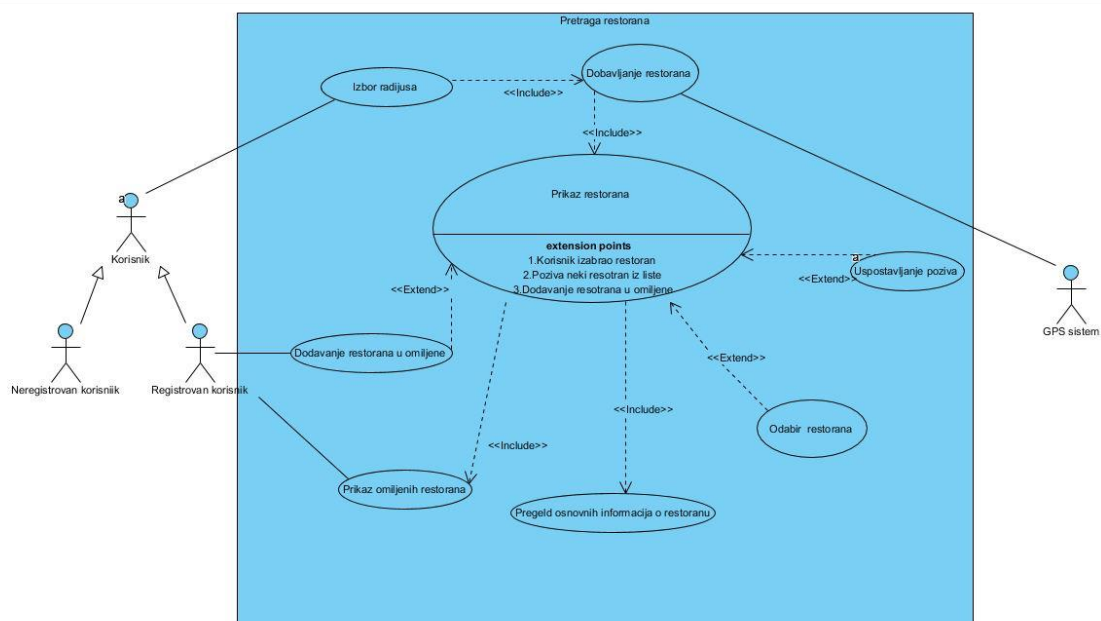 Pretraga restorana
Dobavljanje restorana
Izbor radijusa
<<Include>>
<<Include>>
Prikaz restorana
a
Korisnik
extension points
1.Korisnik izabrao restoran
2.Poziva neki resotran iz liste
3.Dodavanje resotrana u omiljene
a
Uspostavljanje poziva
<<Extend>>
<<Extend>>
GPS sistem
Dodavanje restorana u omiljene
<<Extend>>
Neregistrovan korisniik
Registrovan korisnik
<<Include>>
Odabir restorana
<<Include>>
Prikaz omiljenih restorana
Pregeld osnovnih informacija o restoranu